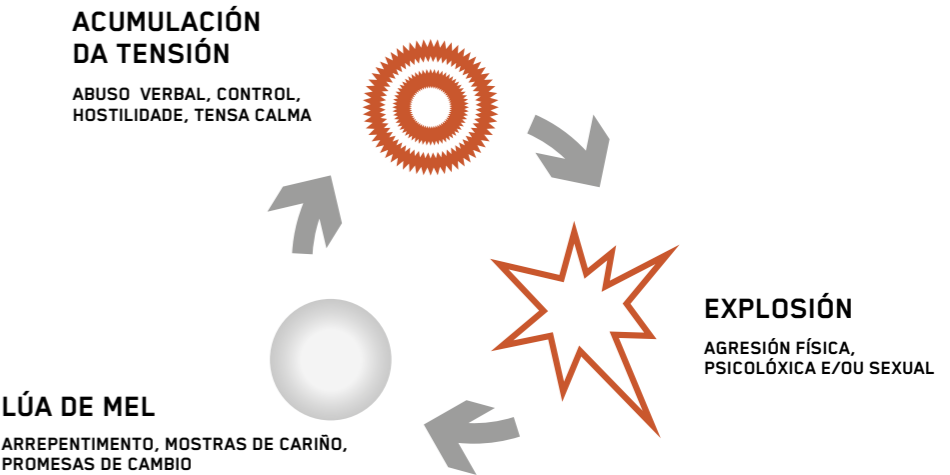 ACUMULACIÓN
DA TENSIÓN
ABUSO VERBAL, CONTROL,
HOSTILIDADE, TENSA CALMA
EXPLOSIÓN
AGRESIÓN FÍSICA,
PSICOLÓXICA E/OU SEXUAL
LÚA DE MEL
ARREPENTIMENTO, MOSTRAS DE CARIÑO,
PROMESAS DE CAMBIO